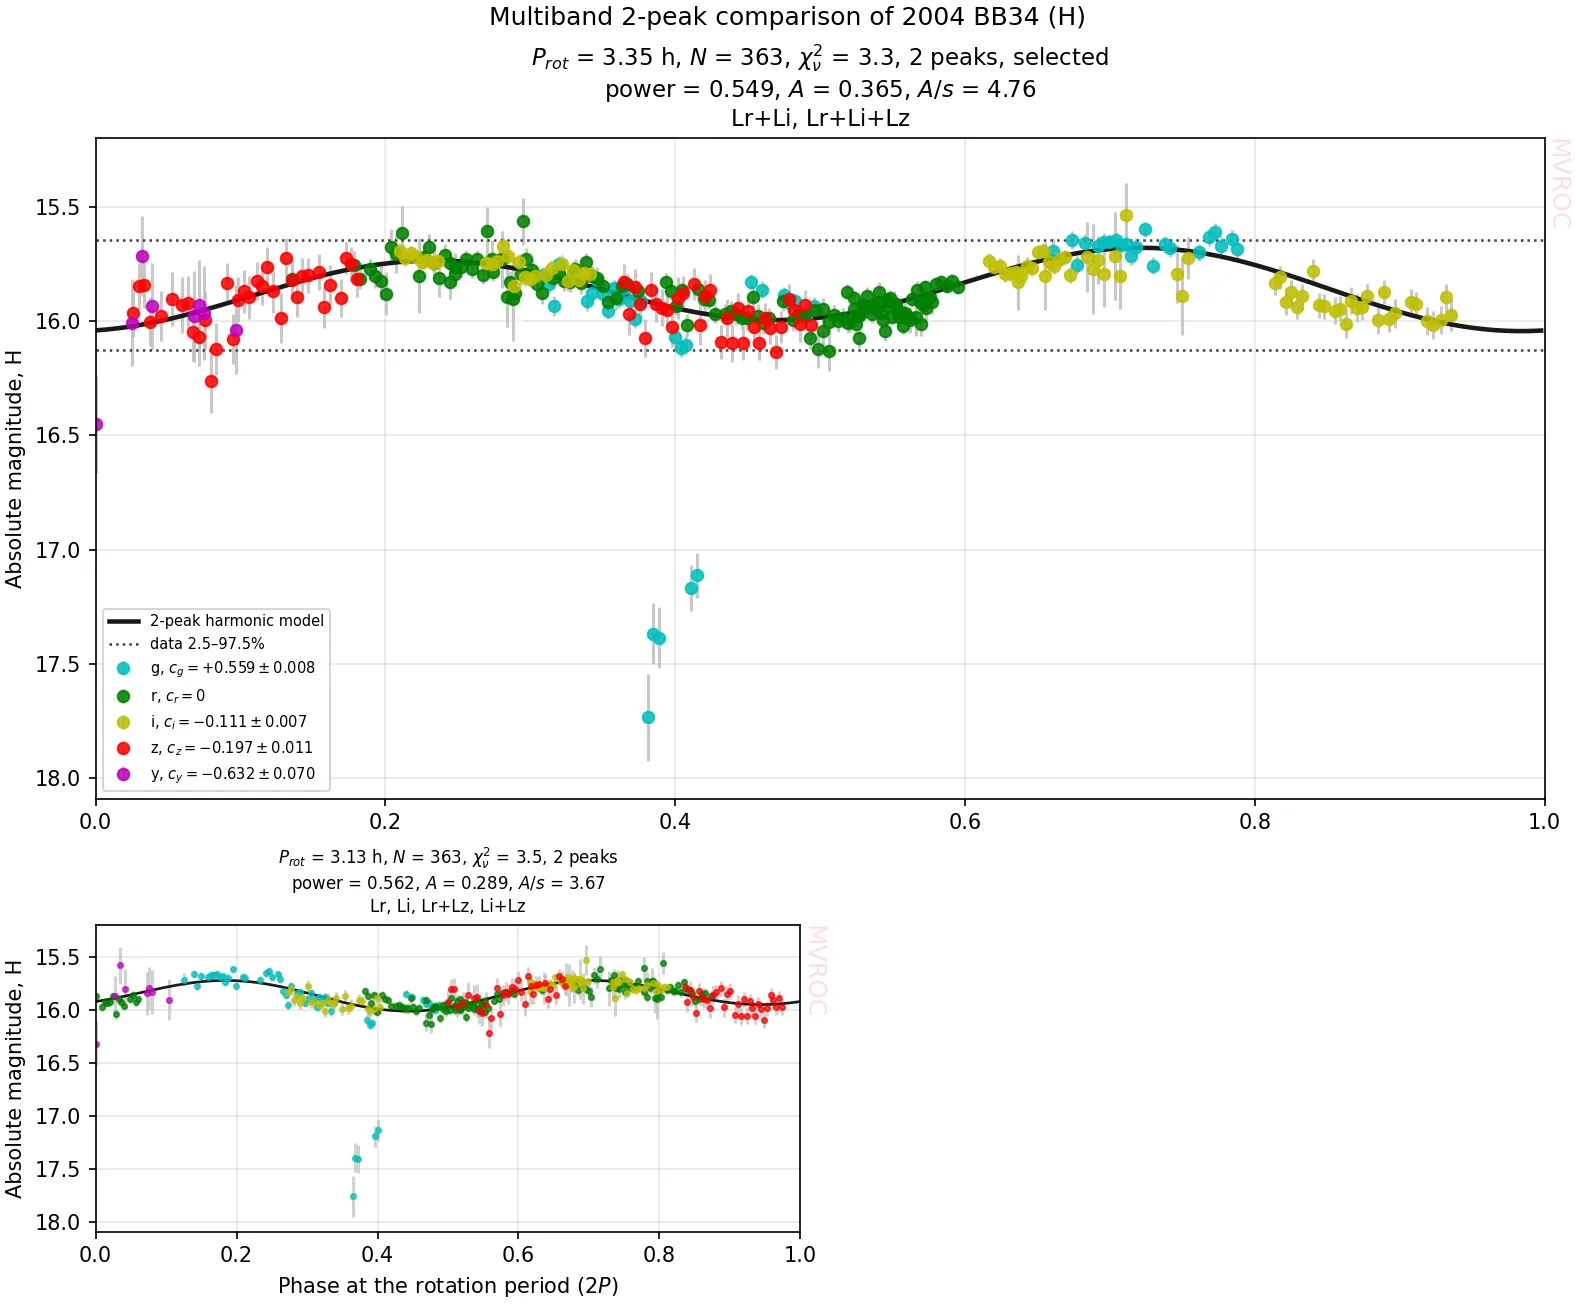 Multiband 2-peak comparison of 2004 BB34 (H)
P_rot = 3.35 h, N = 363, χ²_ν = 3.3, 2 peaks, selected
power = 0.549, A = 0.365, A/s = 4.76
Lr+Li, Lr+Li+Lz
MVROC
Absolute magnitude, H
15.5
16.0
16.5
17.0
17.5
18.0
2-peak harmonic model
data 2.5–97.5%
g, c_g = +0.559 ± 0.008
r, c_r = 0
i, c_i = −0.111 ± 0.007
z, c_z = −0.197 ± 0.011
y, c_y = −0.632 ± 0.070
0.0 0.2 0.4 0.6 0.8 1.0
P_rot = 3.13 h, N = 363, χ²_ν = 3.5, 2 peaks
power = 0.562, A = 0.289, A/s = 3.67
Lr, Li, Lr+Lz, Li+Lz
MVROC
Absolute magnitude, H
15.5
16.0
16.5
17.0
17.5
18.0
0.0 0.2 0.4 0.6 0.8 1.0
Phase at the rotation period (2P)